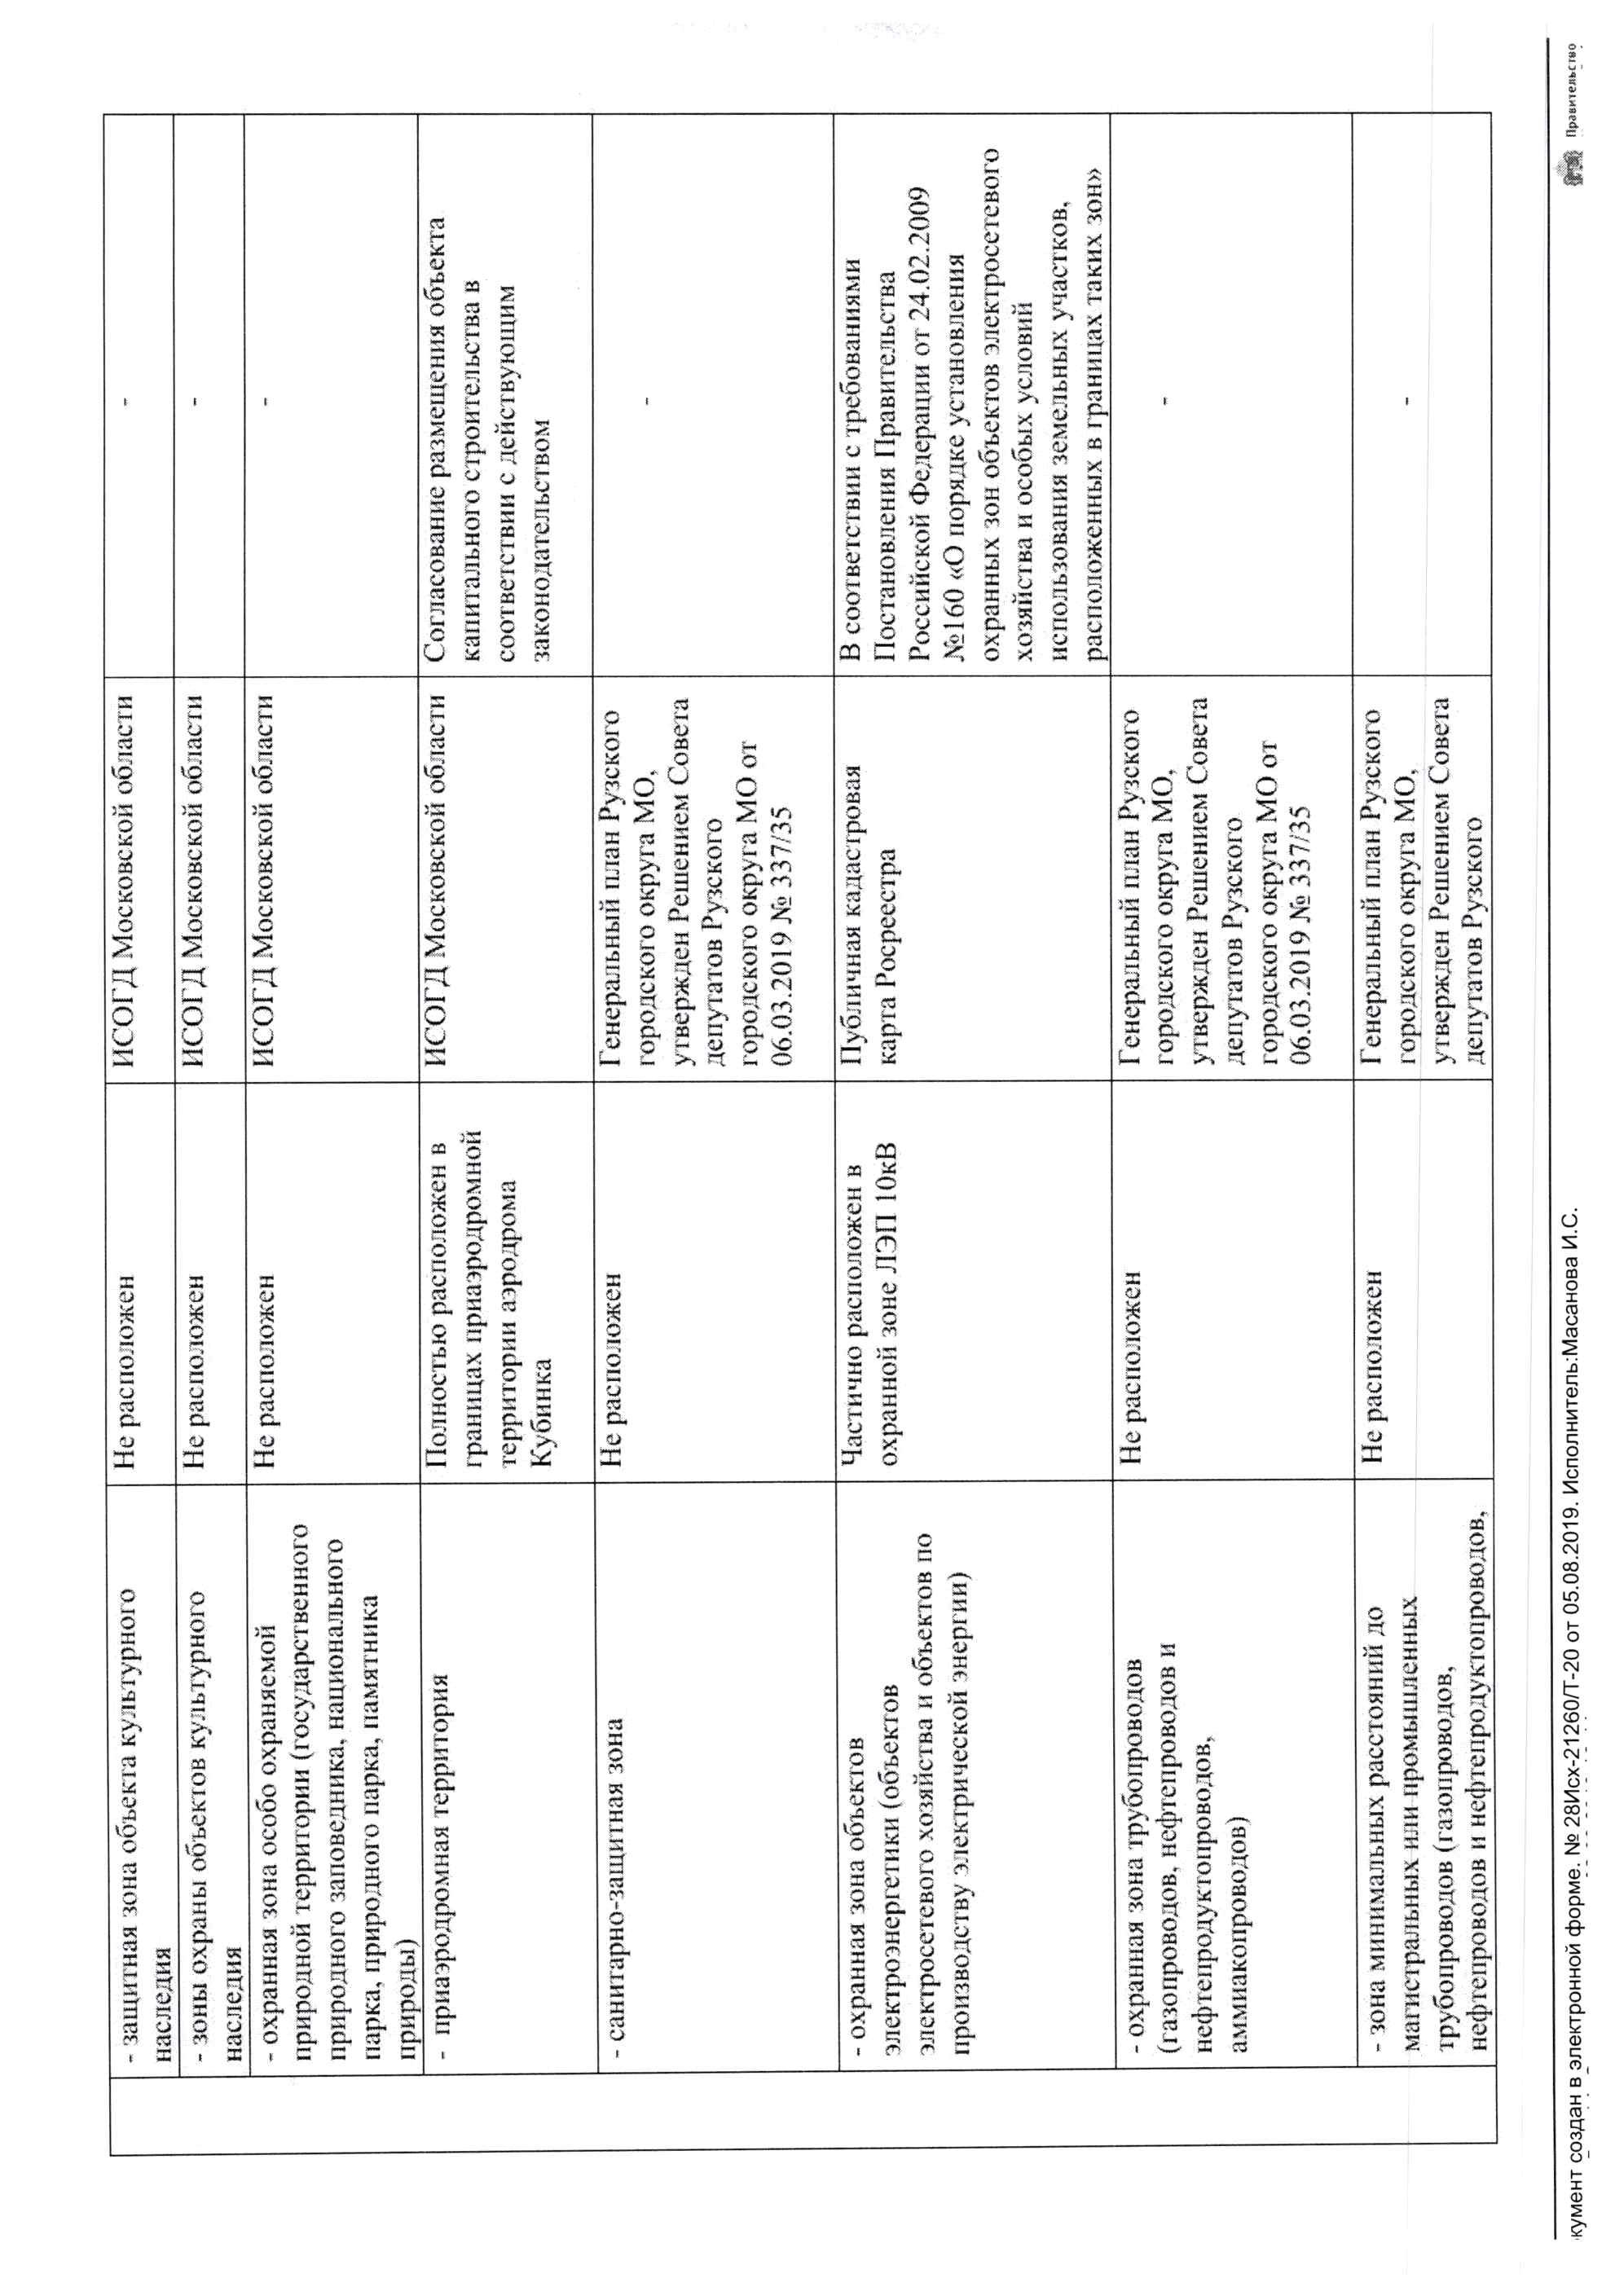 - защитная зона объекта культурного
наследия
Не расположен
ИСОГД Московской области
-
- зоны охраны объектов культурного
наследия
Не расположен
ИСОГД Московской области
-
- охранная зона особо охраняемой
природной территории (государственного
природного заповедника, национального
парка, природного парка, памятника
природы)
Не расположен
ИСОГД Московской области
-
- приаэродромная территория
Полностью расположен в
границах приаэродромной
территории аэродрома
Кубинка
ИСОГД Московской области
Согласование размещения объекта
капитального строительства в
соответствии с действующим
законодательством
- санитарно-защитная зона
Не расположен
Генеральный план Рузского
городского округа МО,
утвержден Решением Совета
депутатов Рузского
городского округа МО от
06.03.2019 № 337/35
-
- охранная зона объектов
электроэнергетики (объектов
электросетевого хозяйства и объектов по
производству электрической энергии)
Частично расположен в
охранной зоне ЛЭП 10кВ
Публичная кадастровая
карта Росреестра
В соответствии с требованиями
Постановления Правительства
Российской Федерации от 24.02.2009
№160 «О порядке установления
охранных зон объектов электросетевого
хозяйства и особых условий
использования земельных участков,
расположенных в границах таких зон»
- охранная зона трубопроводов
(газопроводов, нефтепроводов и
нефтепродуктопроводов,
аммиакопроводов)
Не расположен
Генеральный план Рузского
городского округа МО,
утвержден Решением Совета
депутатов Рузского
городского округа МО от
06.03.2019 № 337/35
-
- зона минимальных расстояний до
магистральных или промышленных
трубопроводов (газопроводов,
нефтепроводов и нефтепродуктопроводов,
Не расположен
Генеральный план Рузского
городского округа МО,
утвержден Решением Совета
депутатов Рузского
-
кумент создан в электронной форме. № 28Исх-21260/Т-20 от 05.08.2019. Исполнитель:Масанова И.С.
Правительство